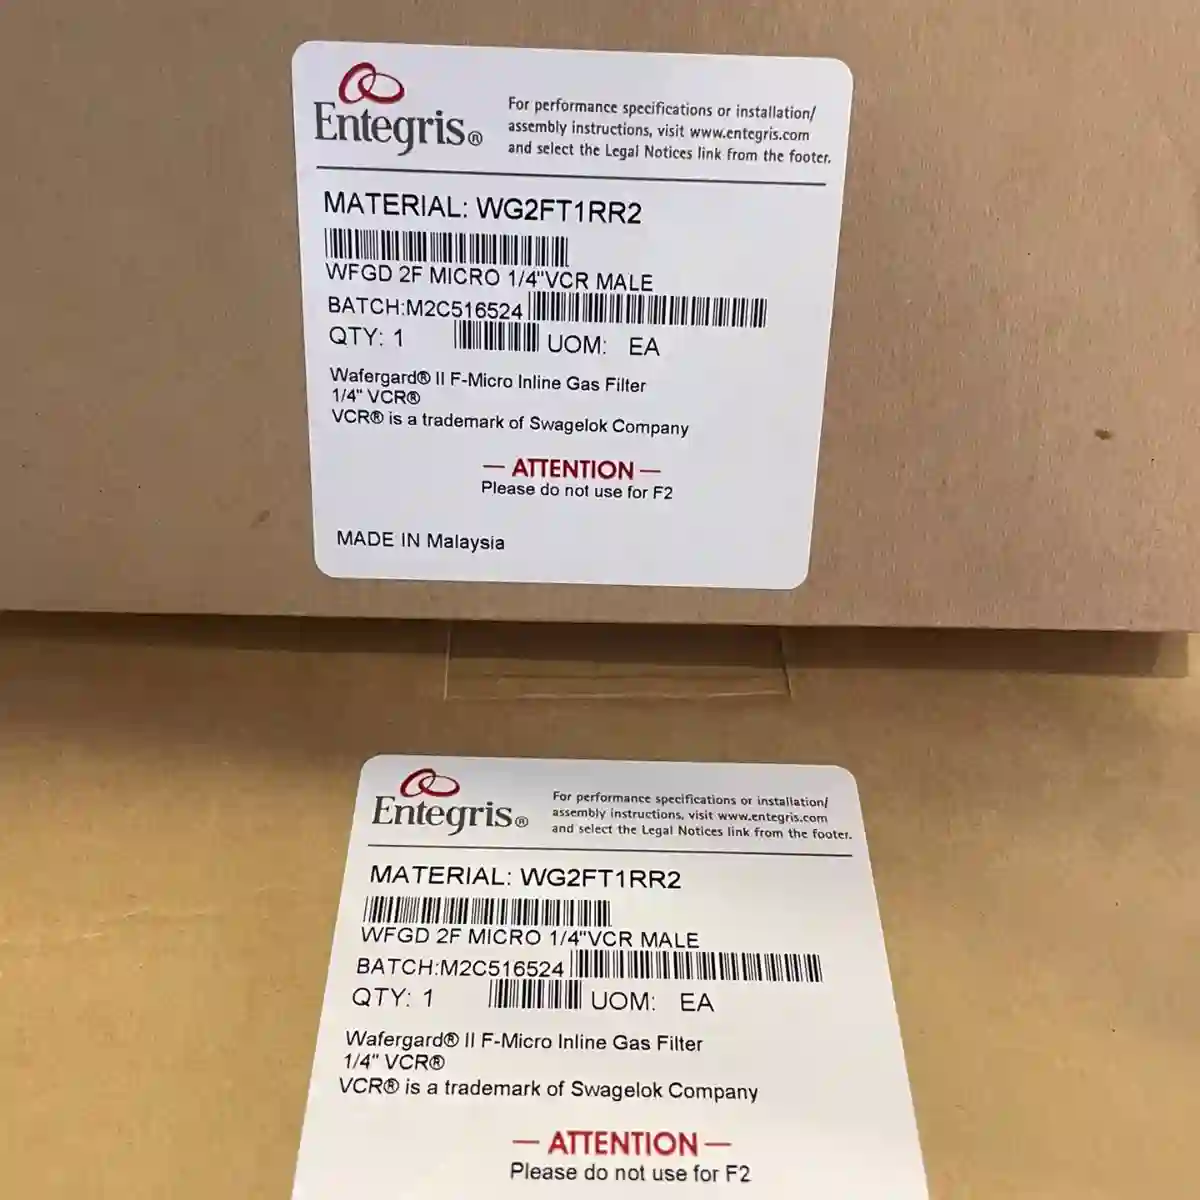 Entegris®
For performance specifications or installation/
assembly instructions, visit www.entegris.com
and select the Legal Notices link from the footer.
MATERIAL: WG2FT1RR2
WFGD 2F MICRO 1/4"VCR MALE
BATCH:M2C516524
QTY: 1 UOM: EA
Wafergard® II F-Micro Inline Gas Filter
1/4" VCR®
VCR® is a trademark of Swagelok Company
— ATTENTION —
Please do not use for F2
MADE IN Malaysia
Entegris®
For performance specifications or installation/
assembly instructions, visit www.entegris.com
and select the Legal Notices link from the footer.
MATERIAL: WG2FT1RR2
WFGD 2F MICRO 1/4"VCR MALE
BATCH:M2C516524
QTY: 1 UOM: EA
Wafergard® II F-Micro Inline Gas Filter
1/4" VCR®
VCR® is a trademark of Swagelok Company
— ATTENTION —
Please do not use for F2